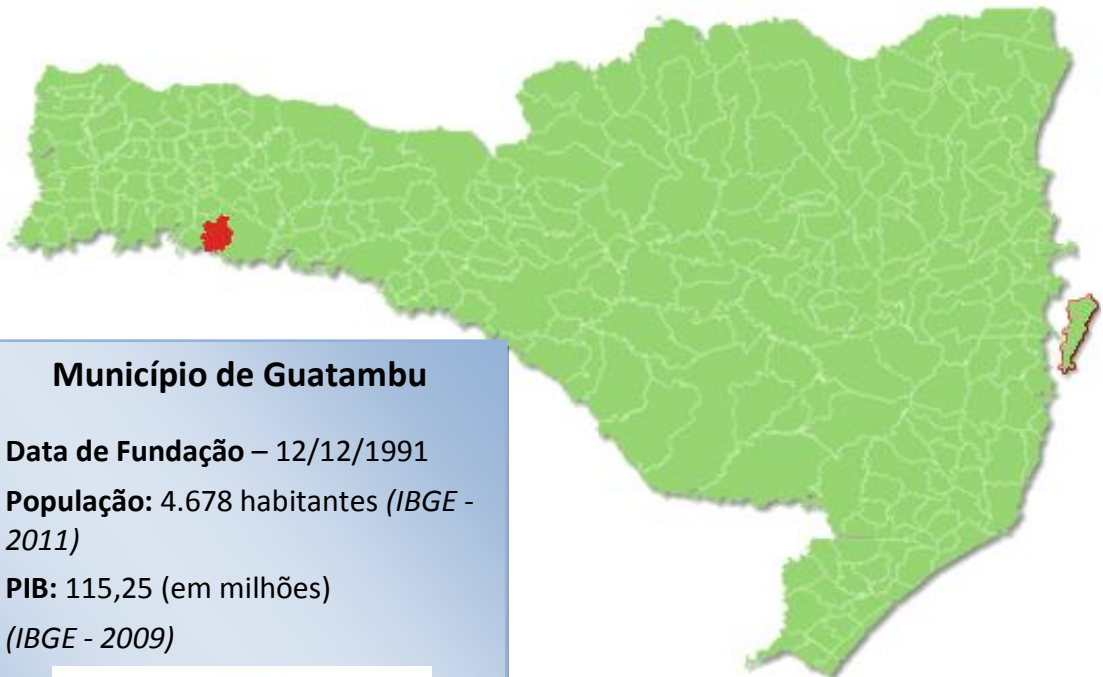 Município de Guatambu
Data de Fundação – 12/12/1991
População: 4.678 habitantes (IBGE -
2011)
PIB: 115,25 (em milhões)
(IBGE - 2009)